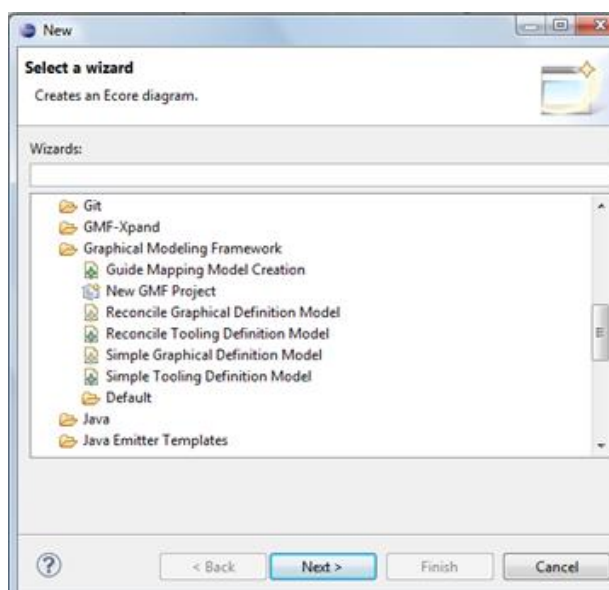 New
Select a wizard
Creates an Ecore diagram.
Wizards:
Git
GMF-Xpand
Graphical Modeling Framework
Guide Mapping Model Creation
New GMF Project
Reconcile Graphical Definition Model
Reconcile Tooling Definition Model
Simple Graphical Definition Model
Simple Tooling Definition Model
Default
Java
Java Emitter Templates
? < Back Next > Finish Cancel